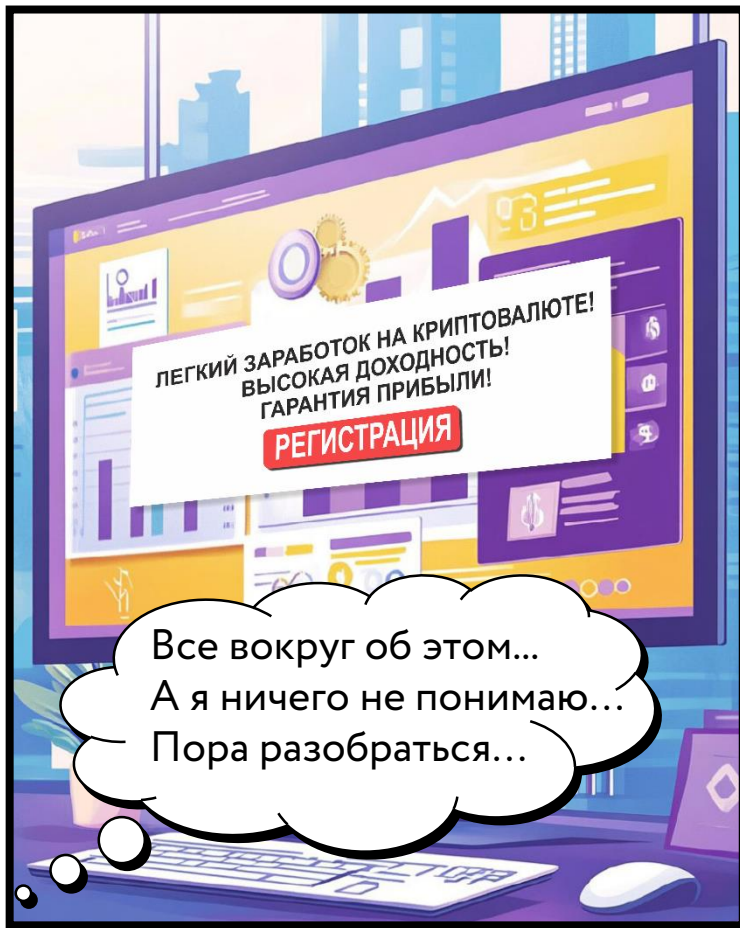 ЛЕГКИЙ ЗАРАБОТОК НА КРИПТОВАЛЮТЕ!
ВЫСОКАЯ ДОХОДНОСТЬ!
ГАРАНТИЯ ПРИБЫЛИ!
РЕГИСТРАЦИЯ
Все вокруг об этом...
А я ничего не понимаю...
Пора разобраться...